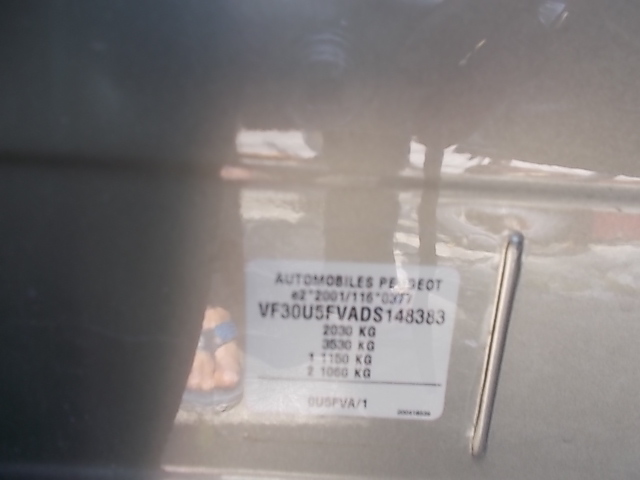 AUTOMOBILES PEUGEOT
e2*2001/116*0377
VF30U5FVADS148383
2030 KG
3530 KG
1 1150 KG
2 1060 KG
0U5FVA/1